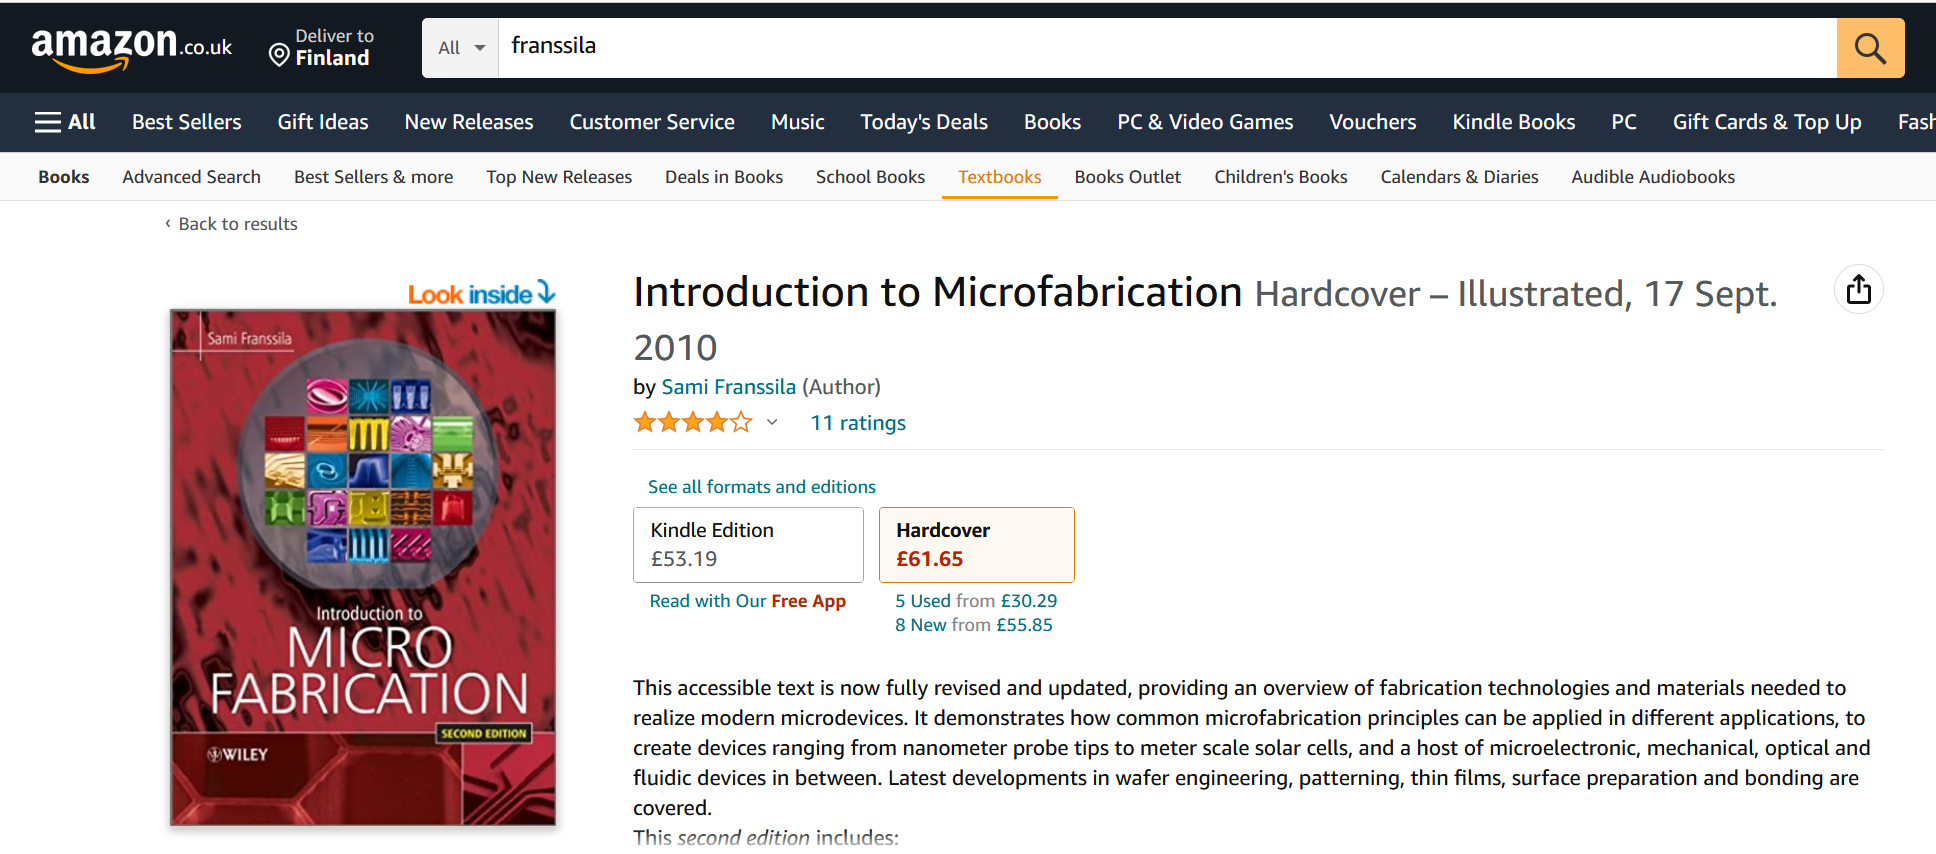 amazon.co.uk
Deliver to
Finland
All
franssila
All Best Sellers Gift Ideas New Releases Customer Service Music Today's Deals Books PC & Video Games Vouchers Kindle Books PC Gift Cards & Top Up Fash
Books Advanced Search Best Sellers & more Top New Releases Deals in Books School Books Textbooks Books Outlet Children's Books Calendars & Diaries Audible Audiobooks
‹ Back to results
Look inside
Sami Franssila
Introduction to
MICRO
FABRICATION
SECOND EDITION
WILEY
Introduction to Microfabrication Hardcover – Illustrated, 17 Sept.
2010
by Sami Franssila (Author)
11 ratings
See all formats and editions
Kindle Edition
£53.19
Read with Our Free App
Hardcover
£61.65
5 Used from £30.29
8 New from £55.85
This accessible text is now fully revised and updated, providing an overview of fabrication technologies and materials needed to
realize modern microdevices. It demonstrates how common microfabrication principles can be applied in different applications, to
create devices ranging from nanometer probe tips to meter scale solar cells, and a host of microelectronic, mechanical, optical and
fluidic devices in between. Latest developments in wafer engineering, patterning, thin films, surface preparation and bonding are
covered.
This second edition includes: